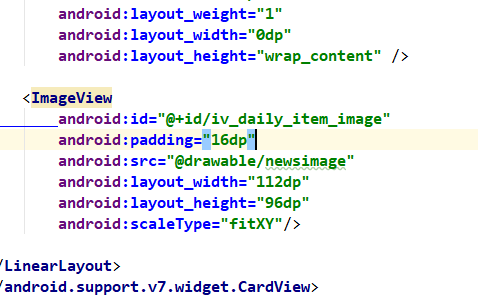 android:layout_weight="1"
android:layout_width="0dp"
android:layout_height="wrap_content" />
<ImageView
android:id="@+id/iv_daily_item_image"
android:padding="16dp"
android:src="@drawable/newsimage"
android:layout_width="112dp"
android:layout_height="96dp"
android:scaleType="fitXY"/>
/LinearLayout>
/android.support.v7.widget.CardView>